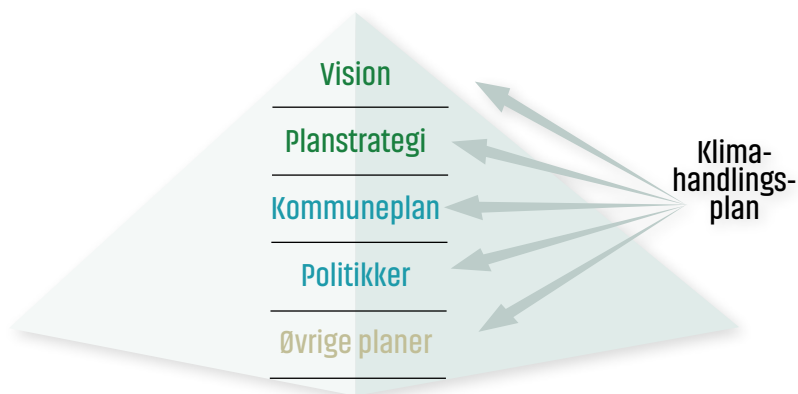 Vision
Planstrategi
Kommuneplan
Politikker
Øvrige planer
Klima-
handlings-
plan